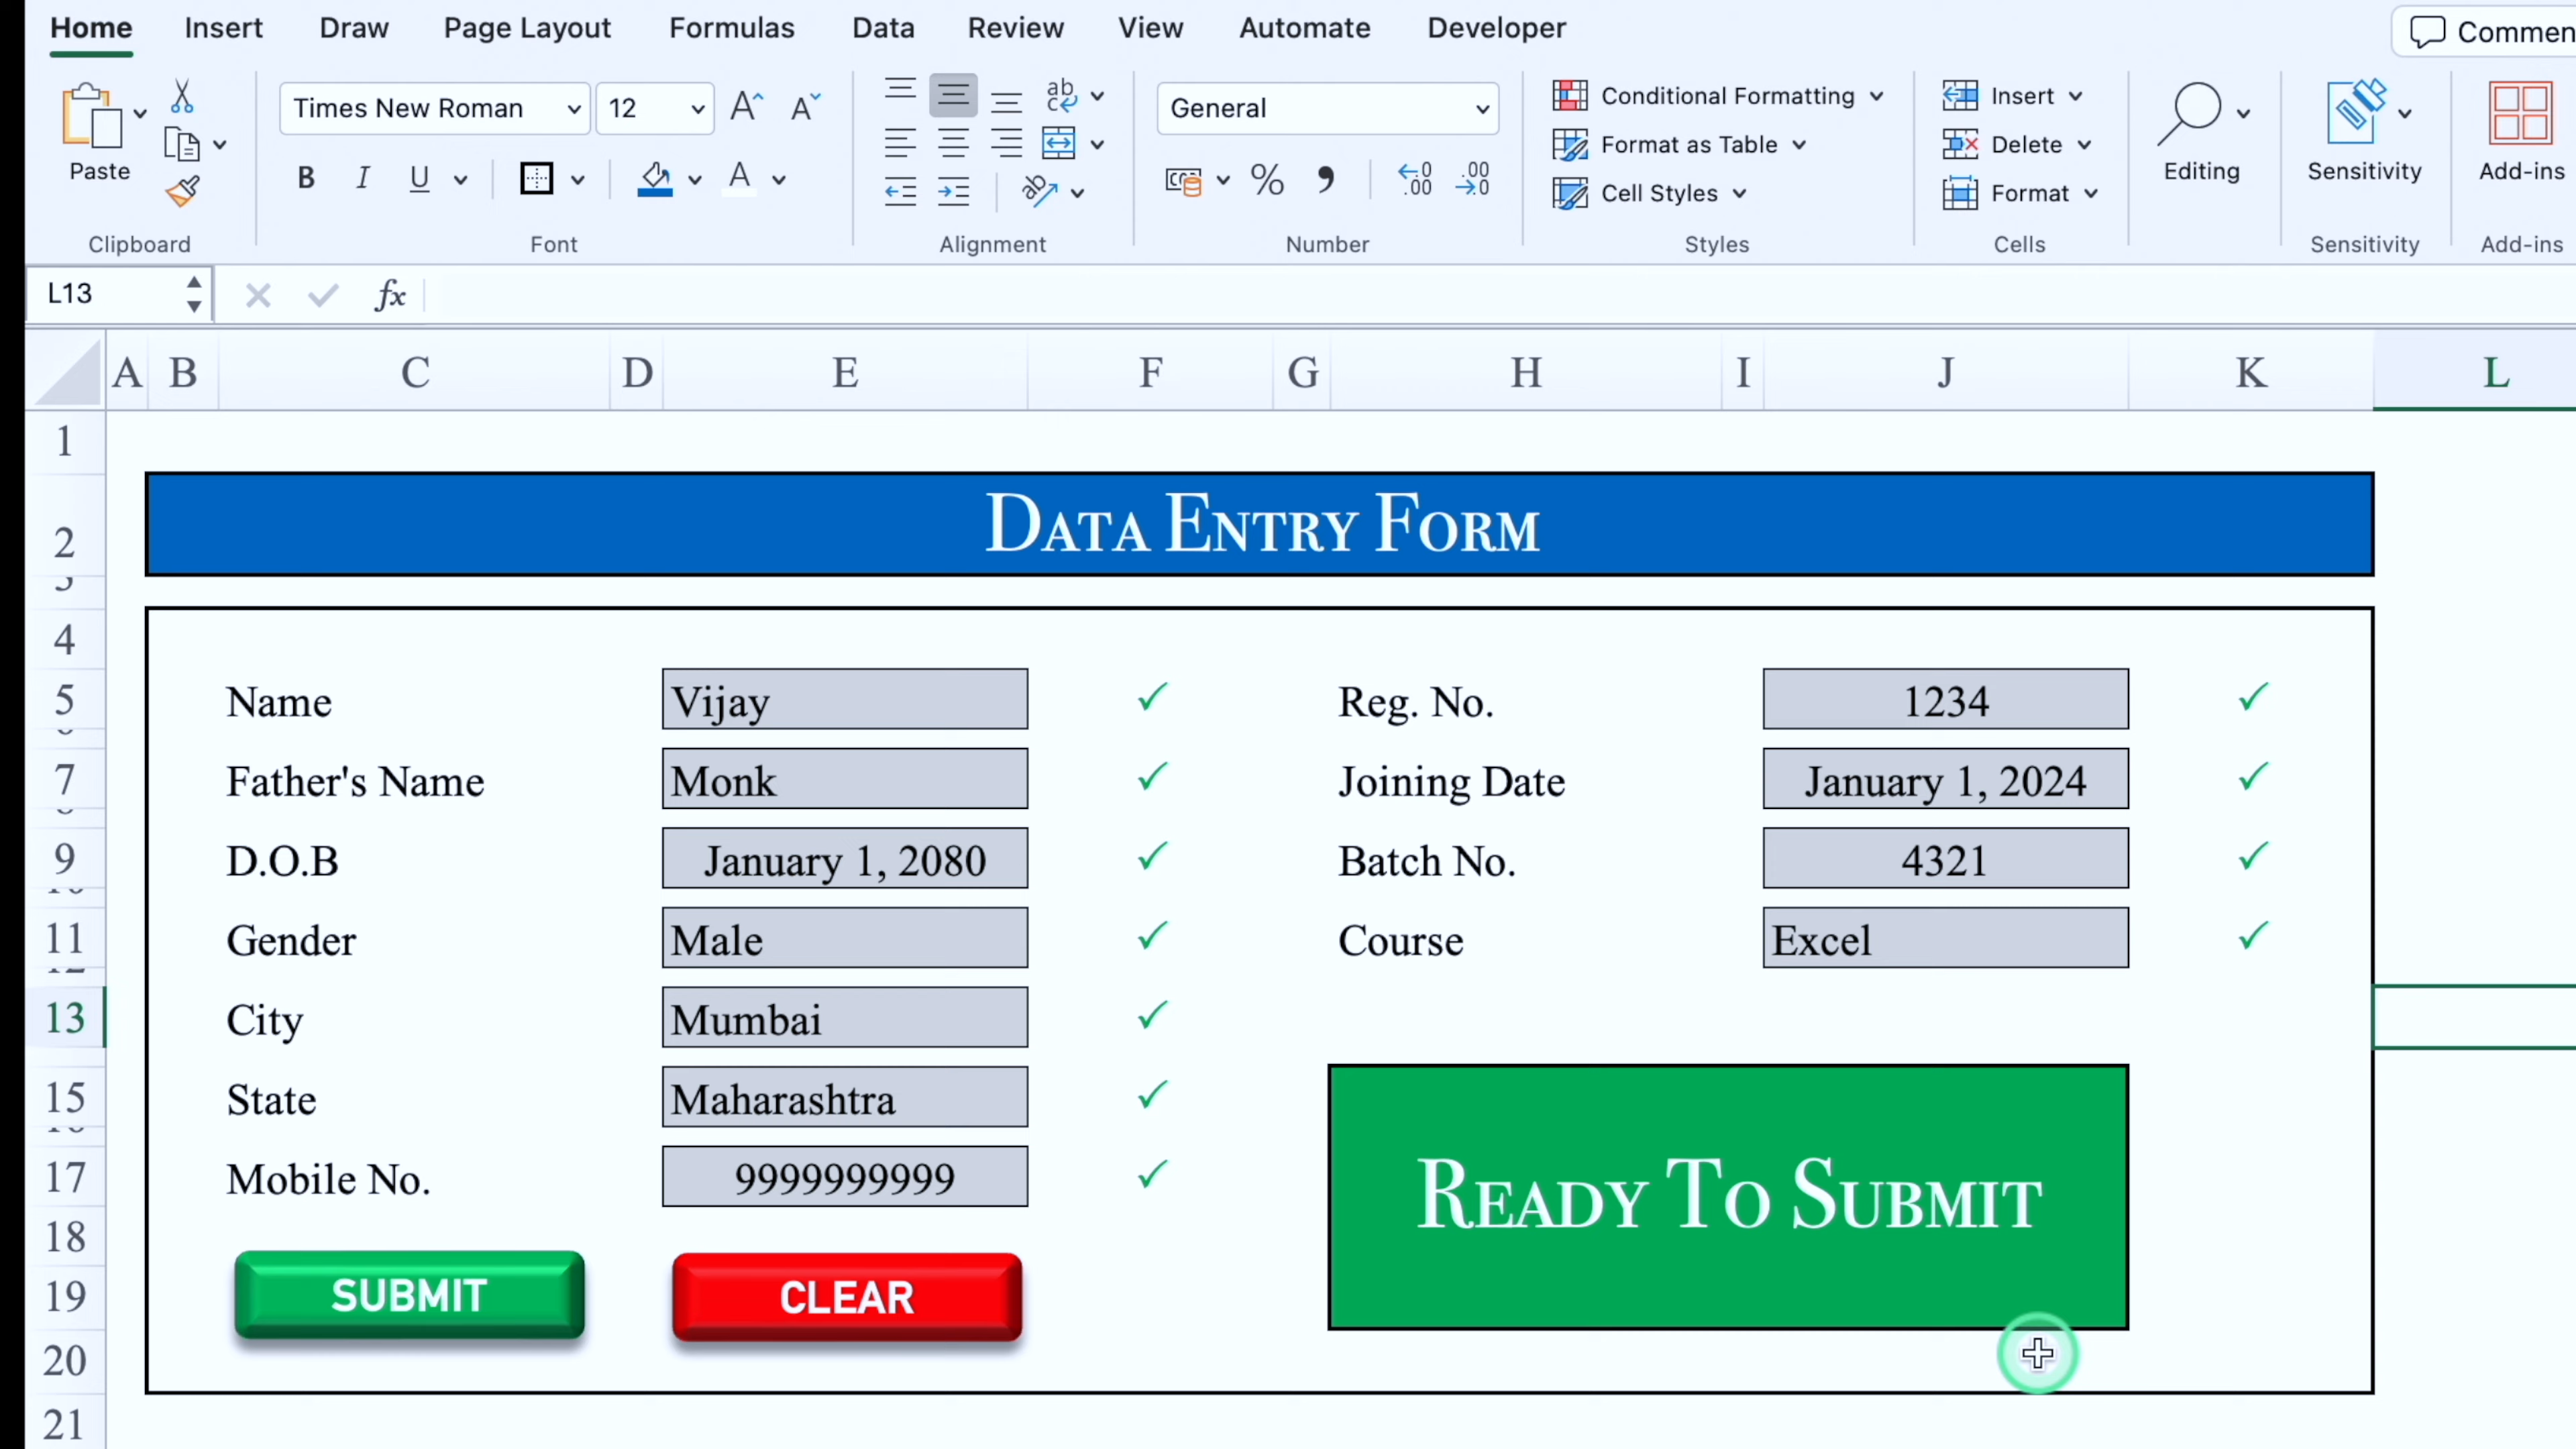 Home Insert Draw Page Layout Formulas Data Review View Automate Developer
Paste
Times New Roman 12
B I U A
General
Conditional Formatting
Format as Table
Cell Styles
Insert
Delete
Format
Editing
Sensitivity
Add-ins
Clipboard Font Alignment Number Styles Cells Sensitivity Add-ins
L13 fx
A B C D E F G H I J K L
1
2 DATA ENTRY FORM
4
5 Name Vijay ✓ Reg. No. 1234 ✓
7 Father's Name Monk ✓ Joining Date January 1, 2024 ✓
9 D.O.B January 1, 2080 ✓ Batch No. 4321 ✓
11 Gender Male ✓ Course Excel ✓
13 City Mumbai ✓
15 State Maharashtra ✓
17 Mobile No. 9999999999 ✓ READY TO SUBMIT
18
19 SUBMIT CLEAR
20
21